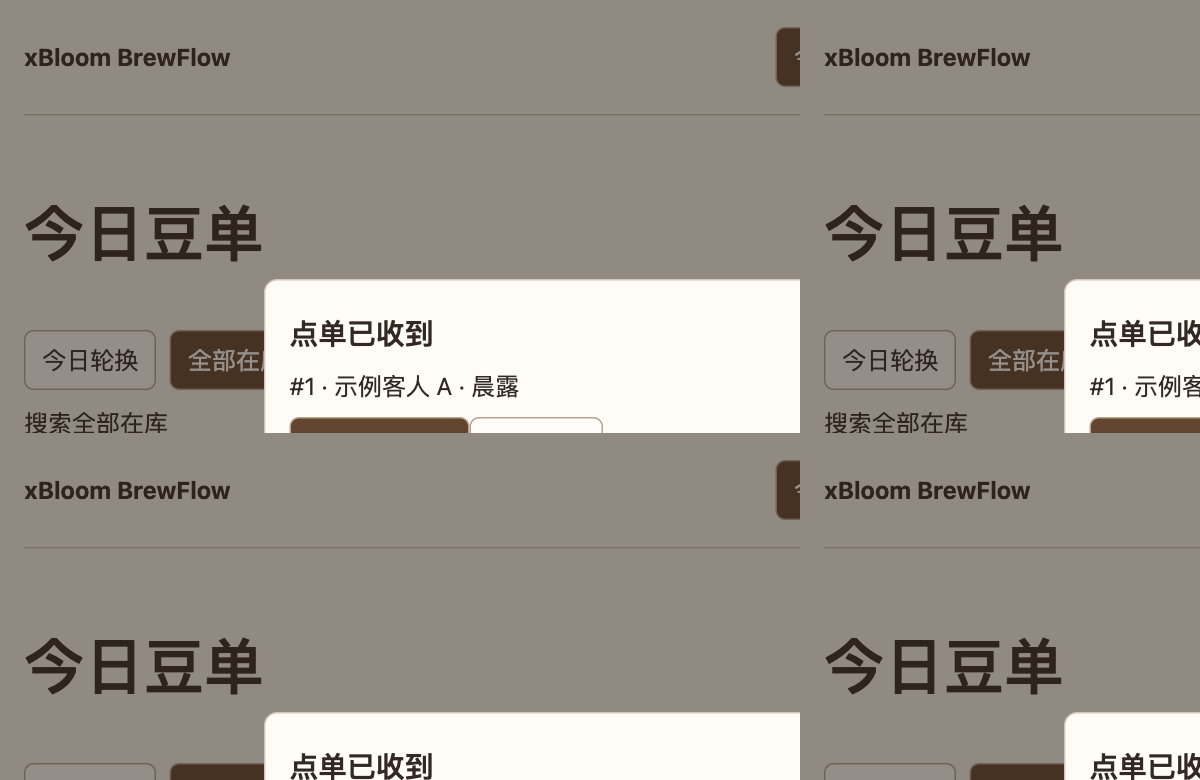 xBloom BrewFlow
xBloom BrewFlow
今日豆单
今日豆单
点单已收到
点单已收
今日轮换
全部在
今日轮换
全部在
#1 · 示例客人 A · 晨露
#1 · 示例客
搜索全部在库
搜索全部在库
xBloom BrewFlow
xBloom BrewFlow
今日豆单
今日豆单
点单已收到
点单已收